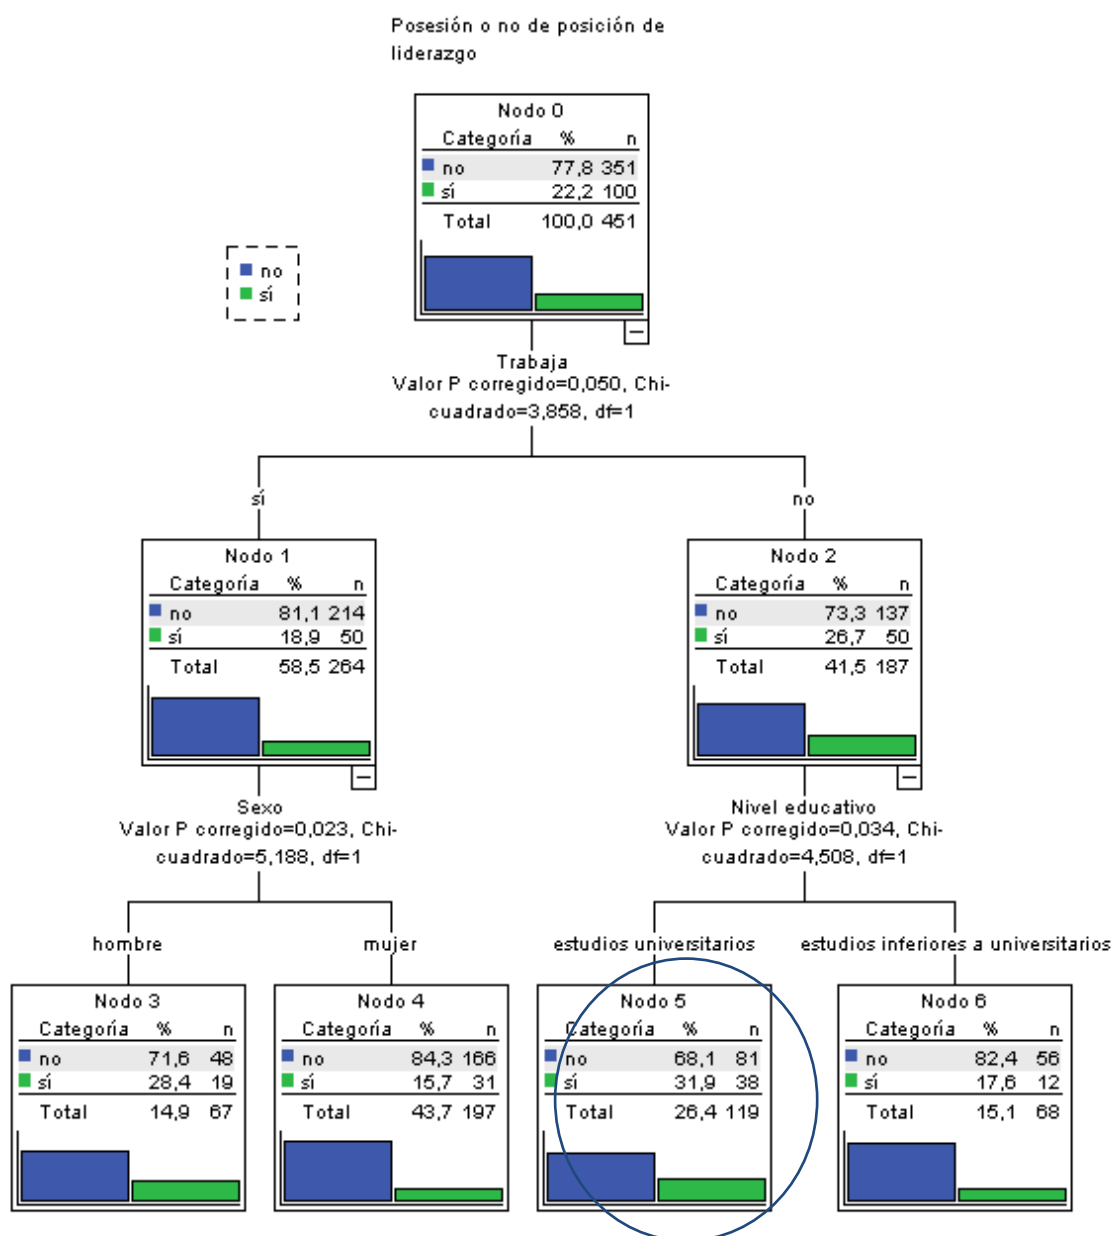 Posesión o no de posición de
liderazgo
Nodo 0
Categoría % n
no 77,8 351
sí 22,2 100
Total 100,0 451
no
sí
Trabaja
Valor P corregido=0,050, Chi-
cuadrado=3,858, df=1
sí
no
Nodo 1
Categoría % n
no 81,1 214
sí 18,9 50
Total 58,5 264
Nodo 2
Categoría % n
no 73,3 137
sí 26,7 50
Total 41,5 187
Sexo
Valor P corregido=0,023, Chi-
cuadrado=5,188, df=1
Nivel educativo
Valor P corregido=0,034, Chi-
cuadrado=4,508, df=1
hombre
mujer
estudios universitarios
estudios inferiores a universitarios
Nodo 3
Categoría % n
no 71,6 48
sí 28,4 19
Total 14,9 67
Nodo 4
Categoría % n
no 84,3 166
sí 15,7 31
Total 43,7 197
Nodo 5
Categoría % n
no 68,1 81
sí 31,9 38
Total 26,4 119
Nodo 6
Categoría % n
no 82,4 56
sí 17,6 12
Total 15,1 68